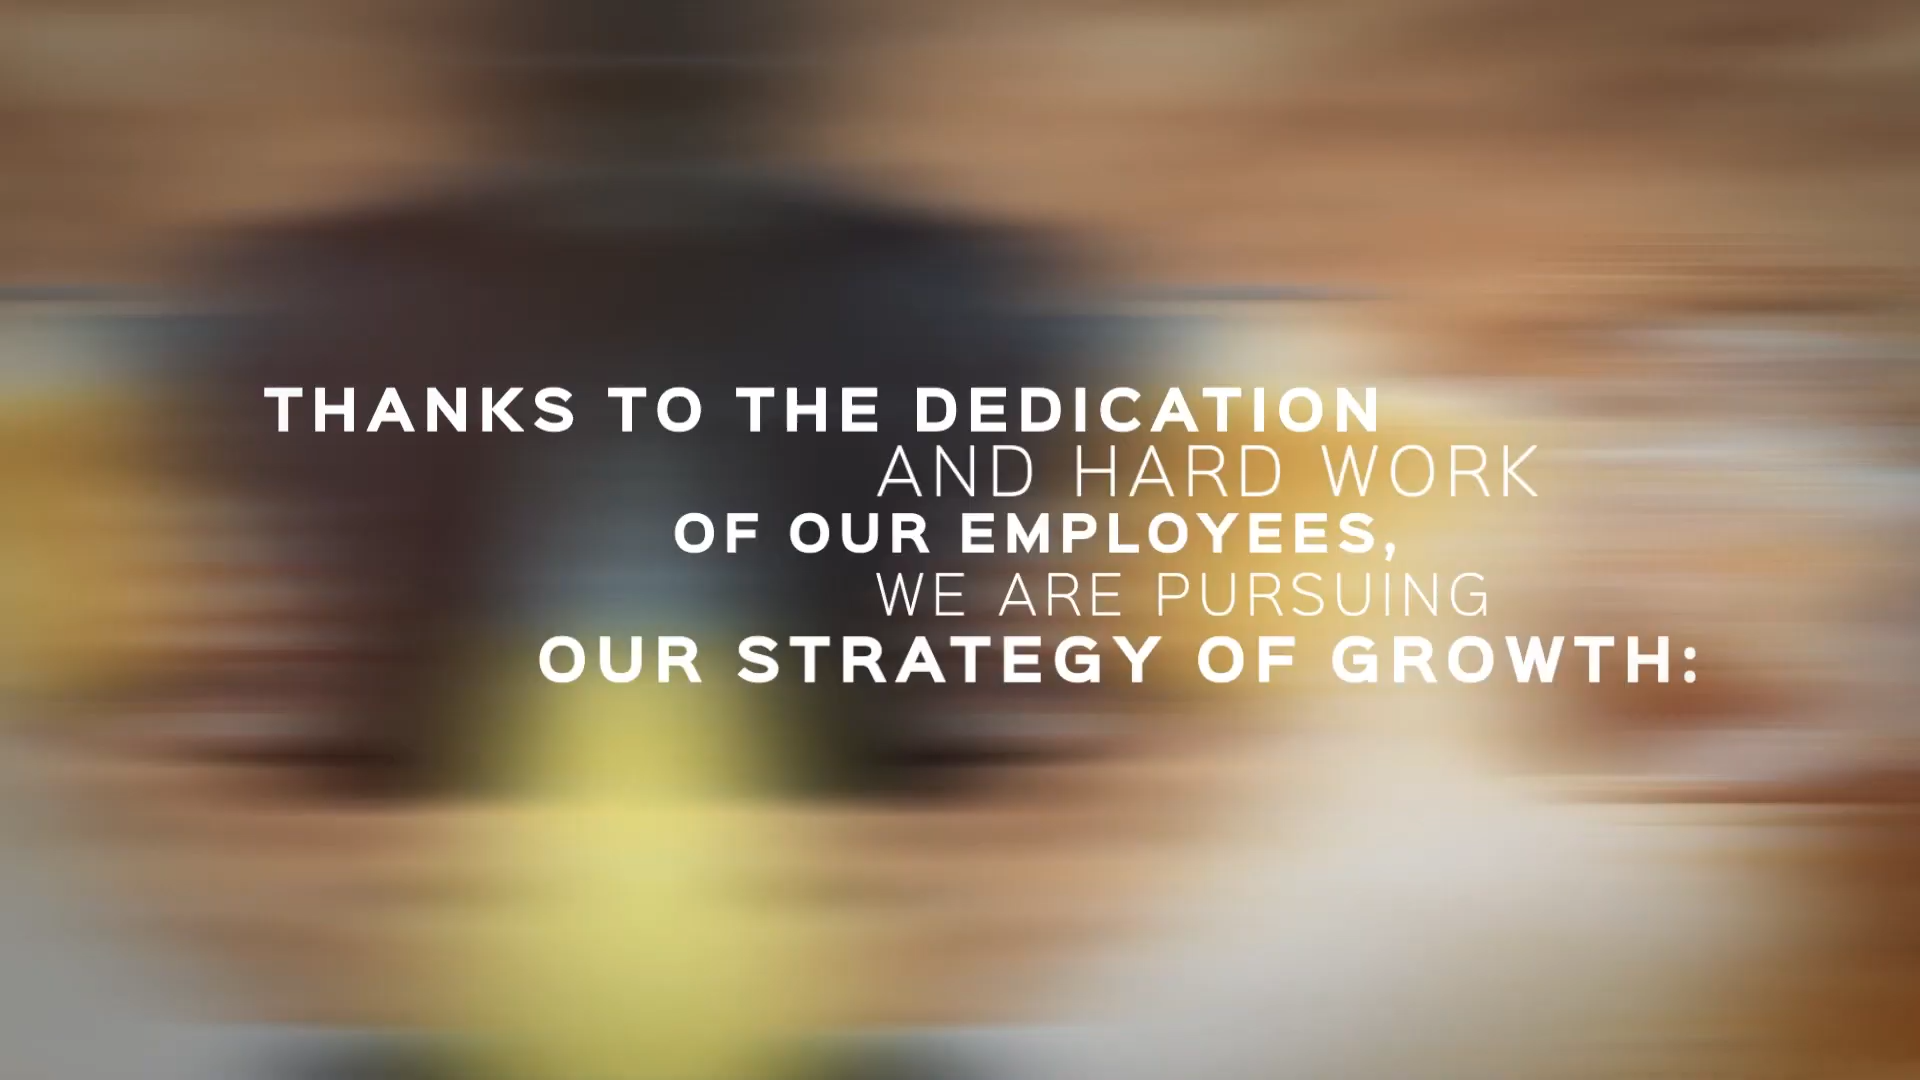 THANKS TO THE DEDICATION
AND HARD WORK
OF OUR EMPLOYEES,
WE ARE PURSUING
OUR STRATEGY OF GROWTH: